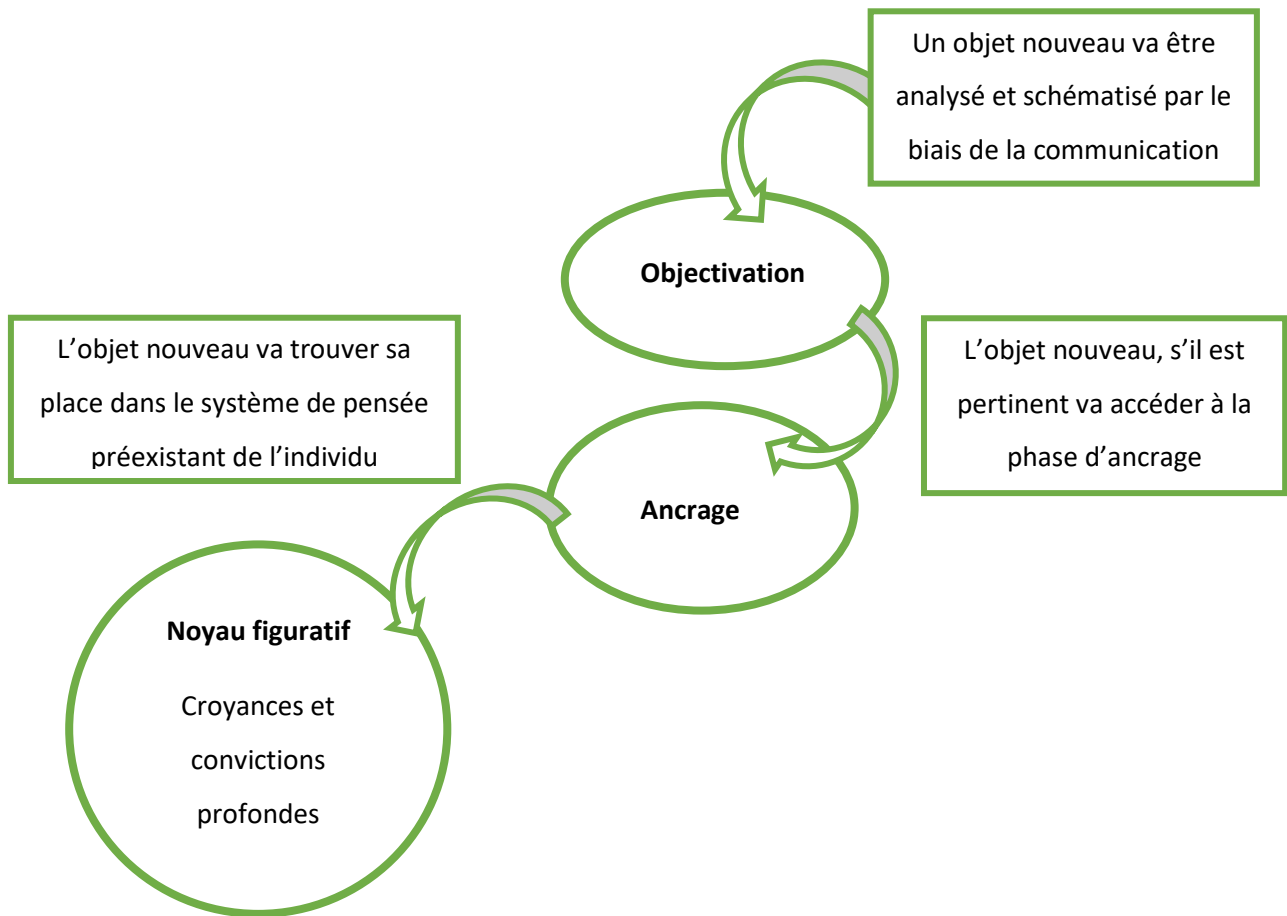 Un objet nouveau va être
analysé et schématisé par le
biais de la communication
Objectivation
L’objet nouveau va trouver sa
place dans le système de pensée
préexistant de l’individu
L’objet nouveau, s’il est
pertinent va accéder à la
phase d’ancrage
Ancrage
Noyau figuratif
Croyances et
convictions
profondes